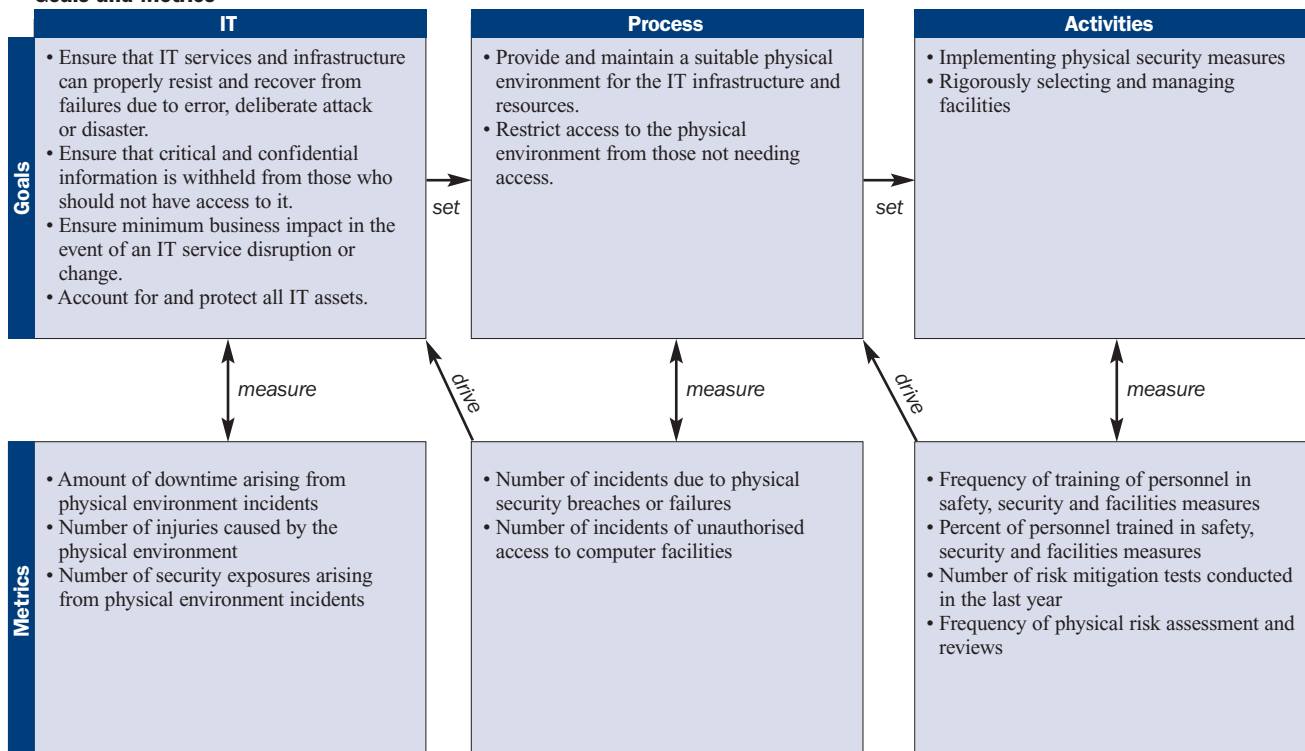 Goals and Metrics
IT
Process
Activities
Goals
• Ensure that IT services and infrastructure
can properly resist and recover from
failures due to error, deliberate attack
or disaster.
• Ensure that critical and confidential
information is withheld from those who
should not have access to it.
• Ensure minimum business impact in the
event of an IT service disruption or
change.
• Account for and protect all IT assets.
set
• Provide and maintain a suitable physical
environment for the IT infrastructure and
resources.
• Restrict access to the physical
environment from those not needing
access.
set
• Implementing physical security measures
• Rigorously selecting and managing
facilities
measure
drive
measure
drive
measure
Metrics
• Amount of downtime arising from
physical environment incidents
• Number of injuries caused by the
physical environment
• Number of security exposures arising
from physical environment incidents
• Number of incidents due to physical
security breaches or failures
• Number of incidents of unauthorised
access to computer facilities
• Frequency of training of personnel in
safety, security and facilities measures
• Percent of personnel trained in safety,
security and facilities measures
• Number of risk mitigation tests conducted
in the last year
• Frequency of physical risk assessment and
reviews